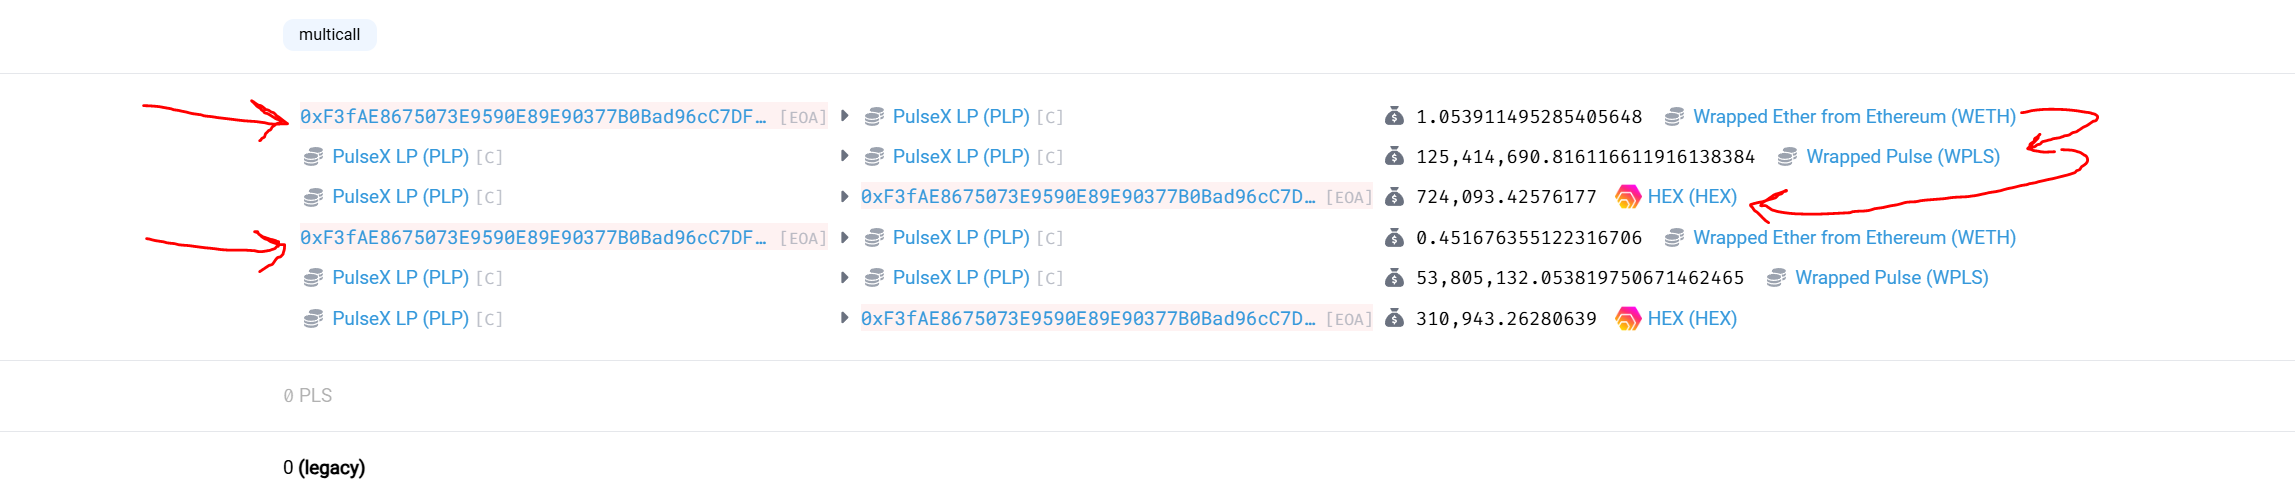 multicall
0xF3fAE8675073E9590E89E90377B0Bad96cC7DF… [EOA] PulseX LP (PLP) [C] 1.053911495285405648 Wrapped Ether from Ethereum (WETH)
PulseX LP (PLP) [C] PulseX LP (PLP) [C] 125,414,690.816116611916138384 Wrapped Pulse (WPLS)
PulseX LP (PLP) [C] 0xF3fAE8675073E9590E89E90377B0Bad96cC7D… [EOA] 724,093.42576177 HEX (HEX)
0xF3fAE8675073E9590E89E90377B0Bad96cC7DF… [EOA] PulseX LP (PLP) [C] 0.451676355122316706 Wrapped Ether from Ethereum (WETH)
PulseX LP (PLP) [C] PulseX LP (PLP) [C] 53,805,132.053819750671462465 Wrapped Pulse (WPLS)
PulseX LP (PLP) [C] 0xF3fAE8675073E9590E89E90377B0Bad96cC7D… [EOA] 310,943.26280639 HEX (HEX)
0 PLS
0 (legacy)